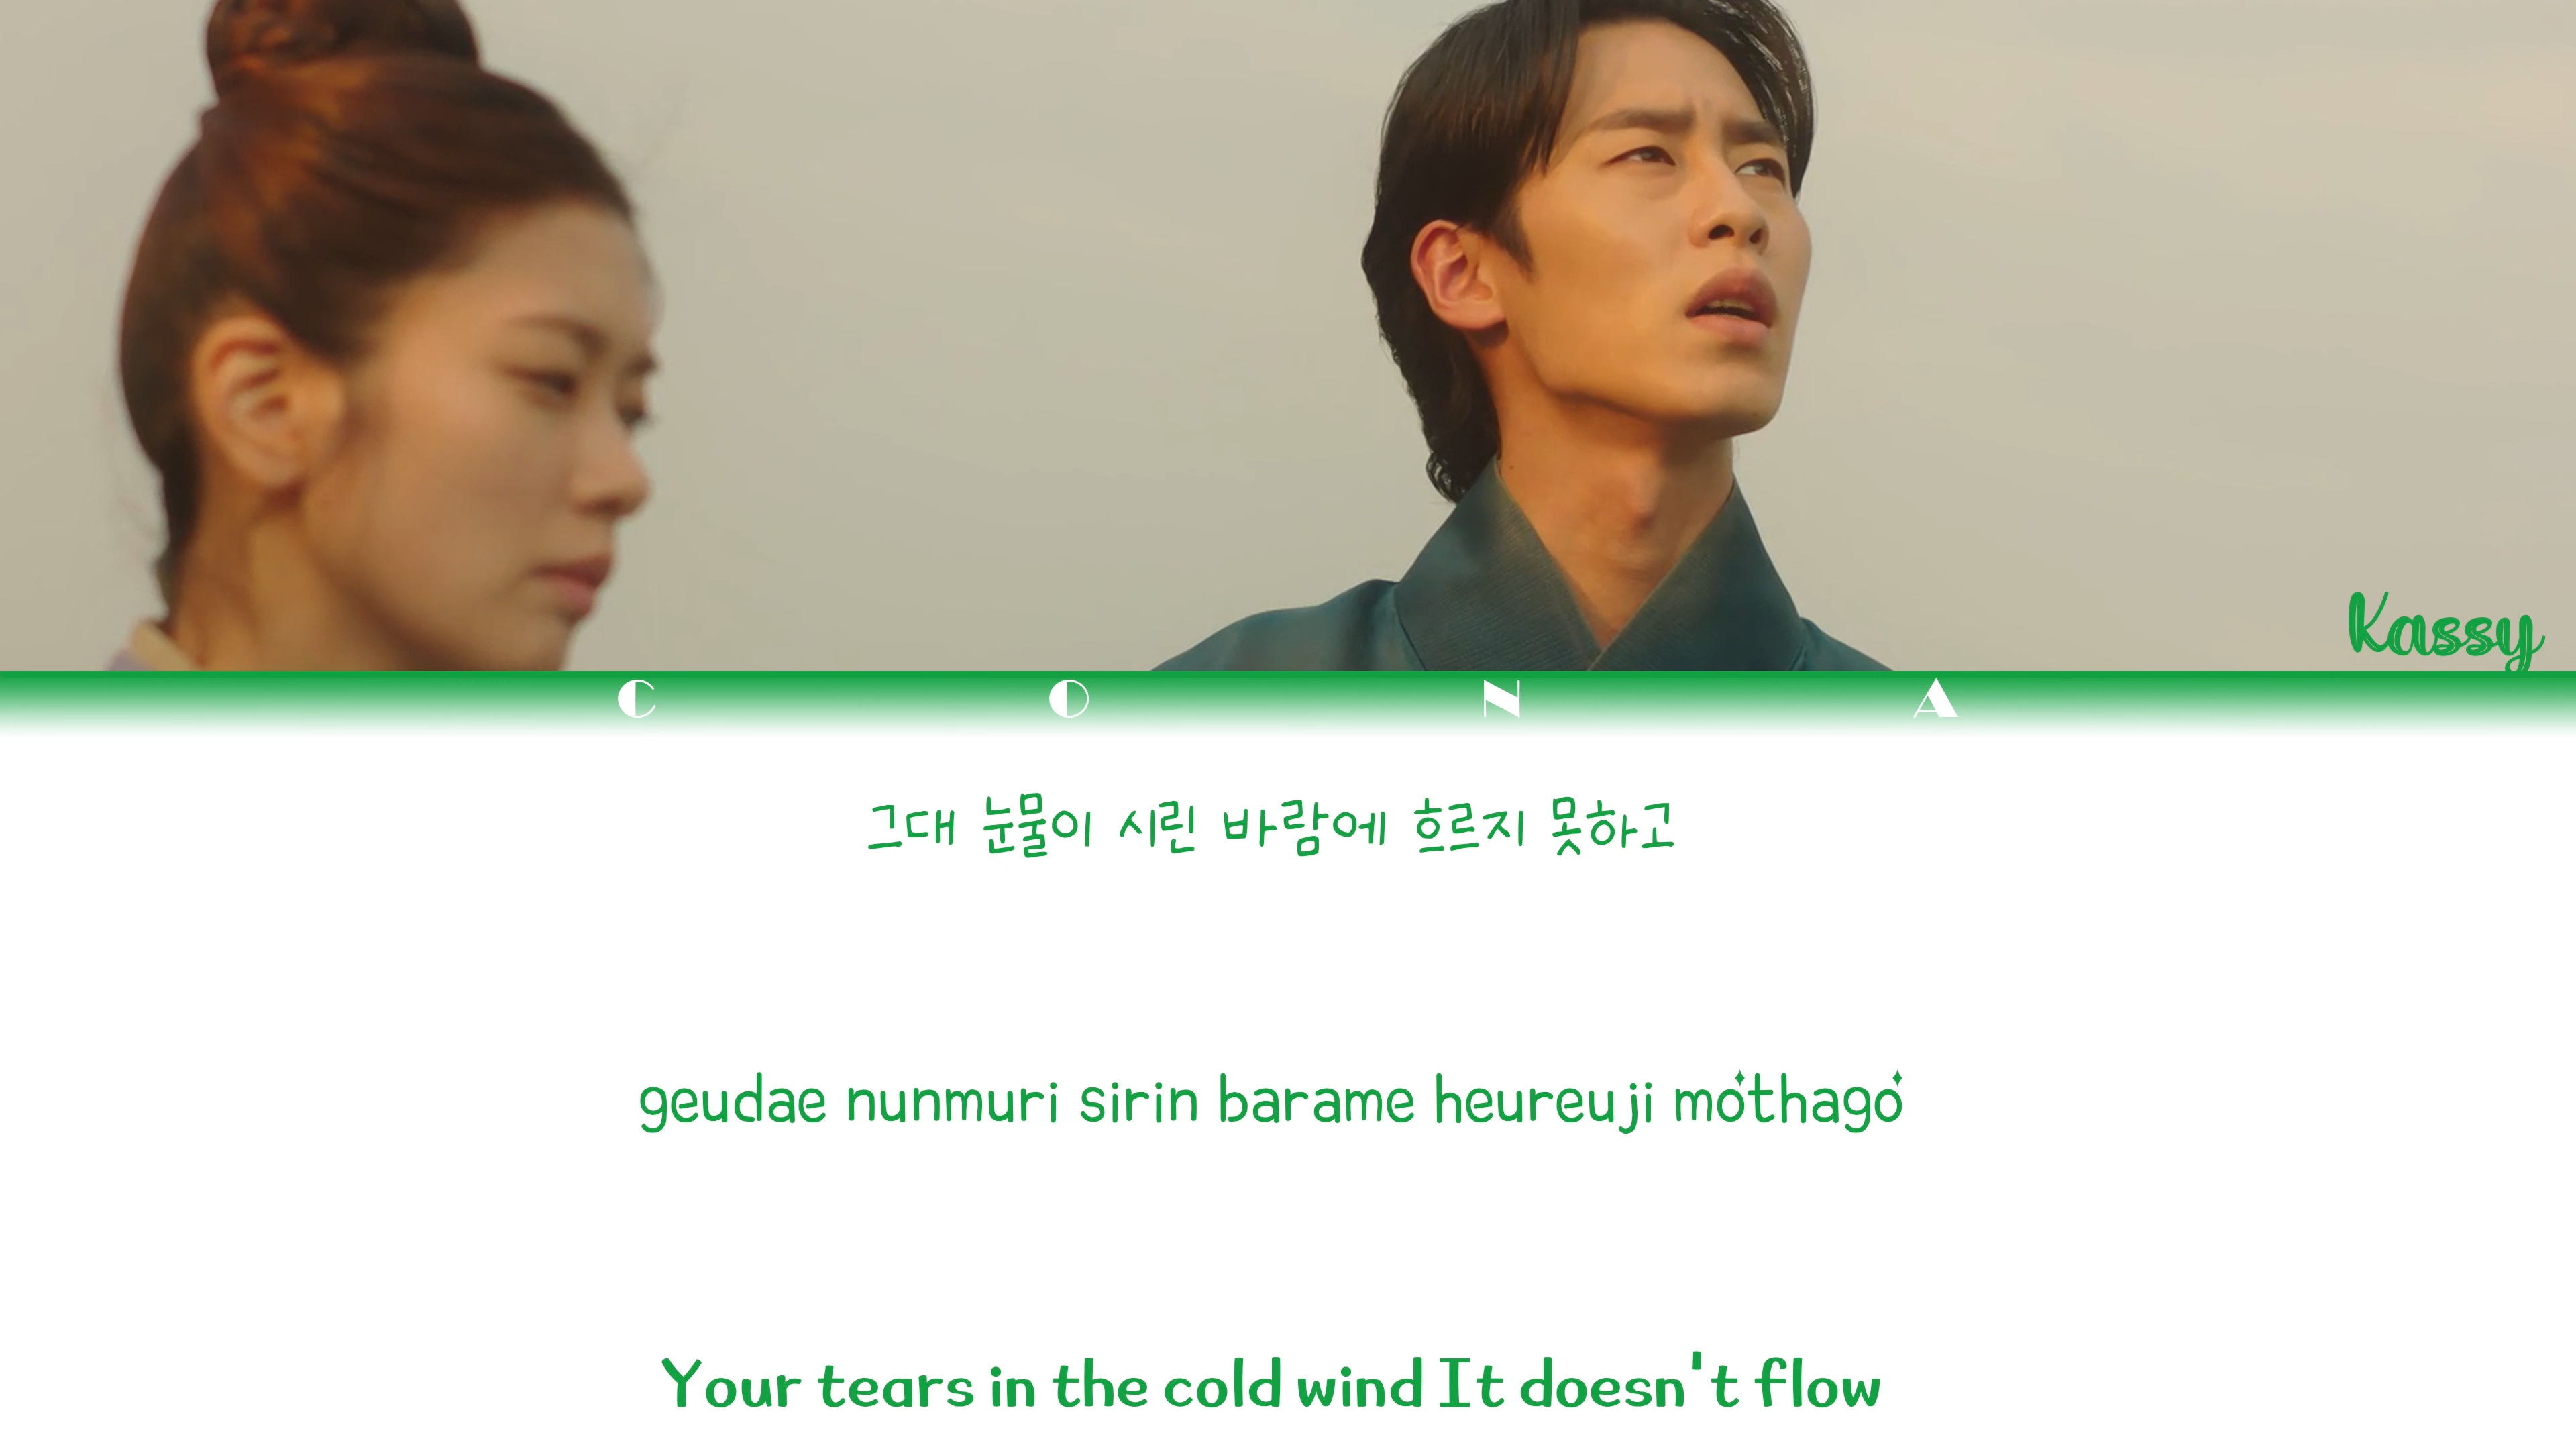 Kassy
C O N A
그대 눈물이 시린 바람에 흐르지 못하고
geudae nunmuri sirin barame heureuji mothago
Your tears in the cold wind It doesn't flow